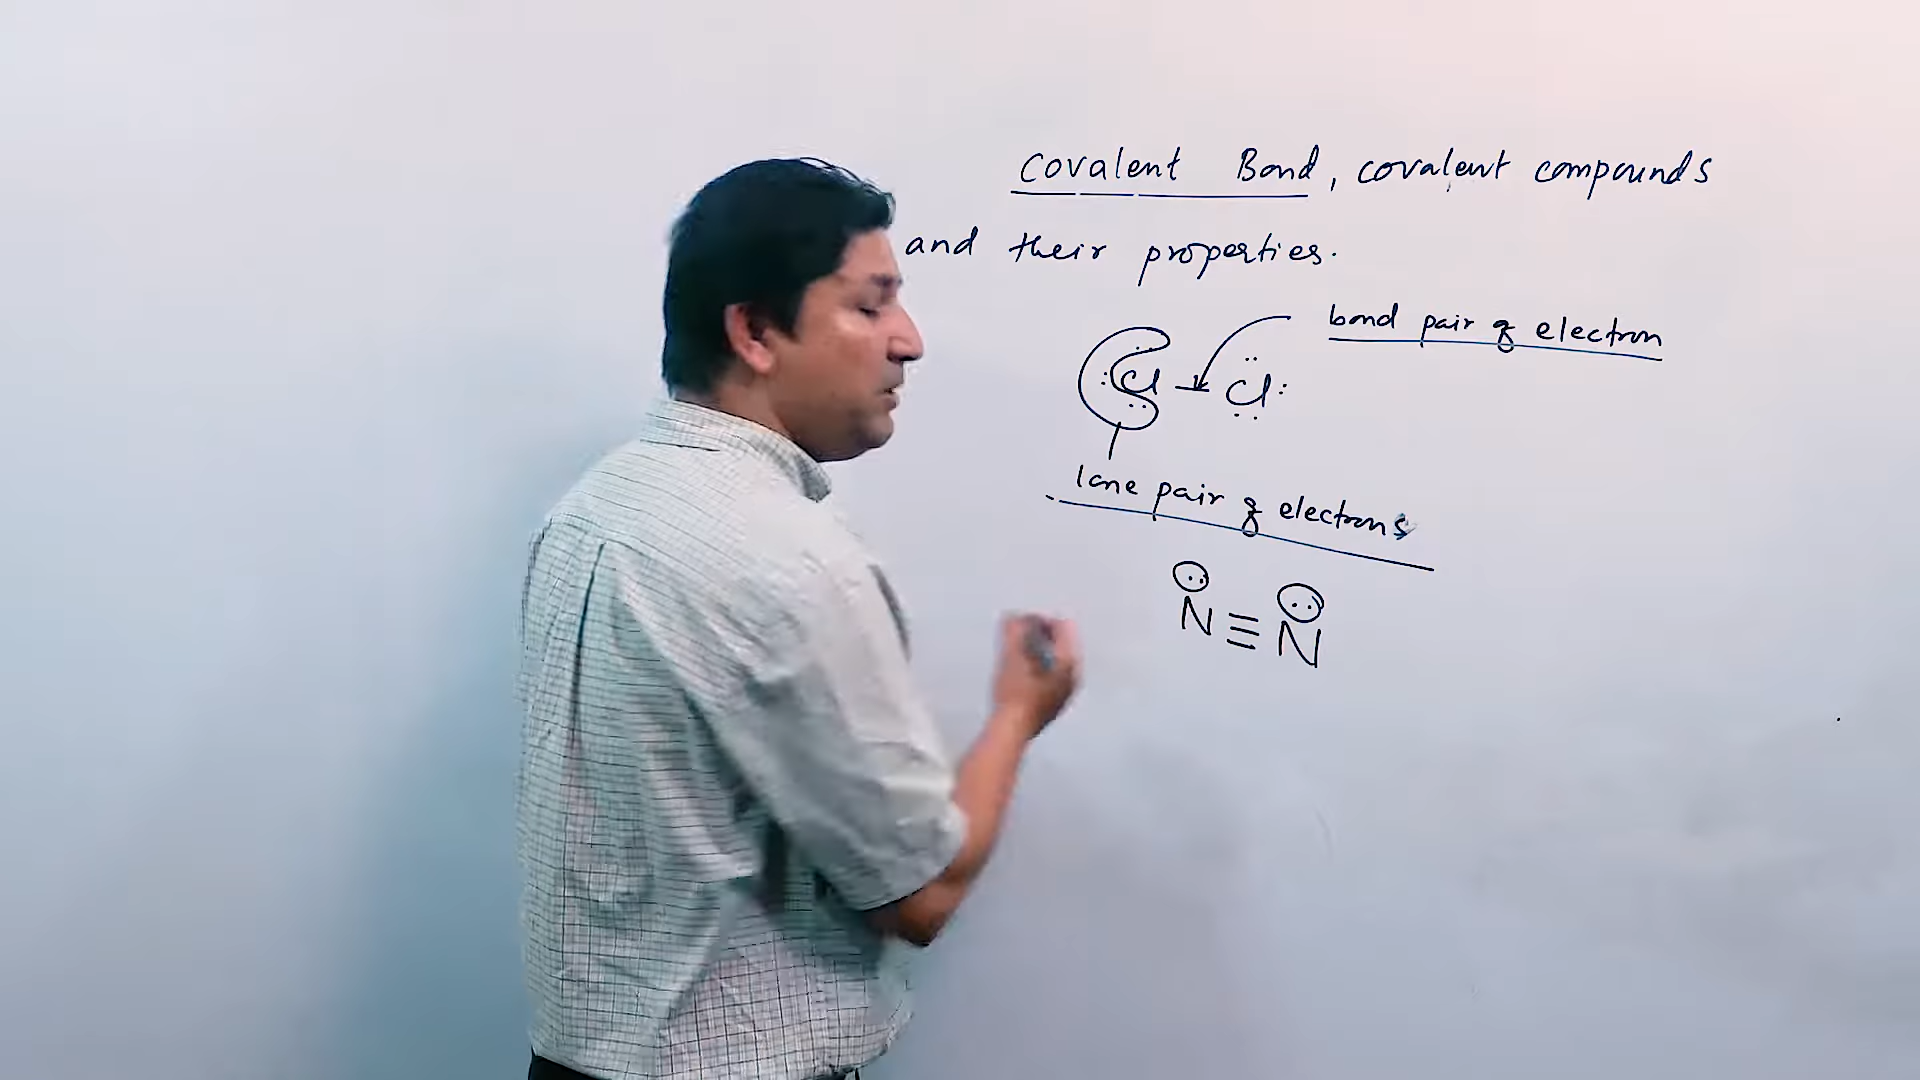 Covalent Bond, covalent compounds
and their properties.
bond pair of electron
:Cl — Cl:
lone pair of electrons
N ≡ N